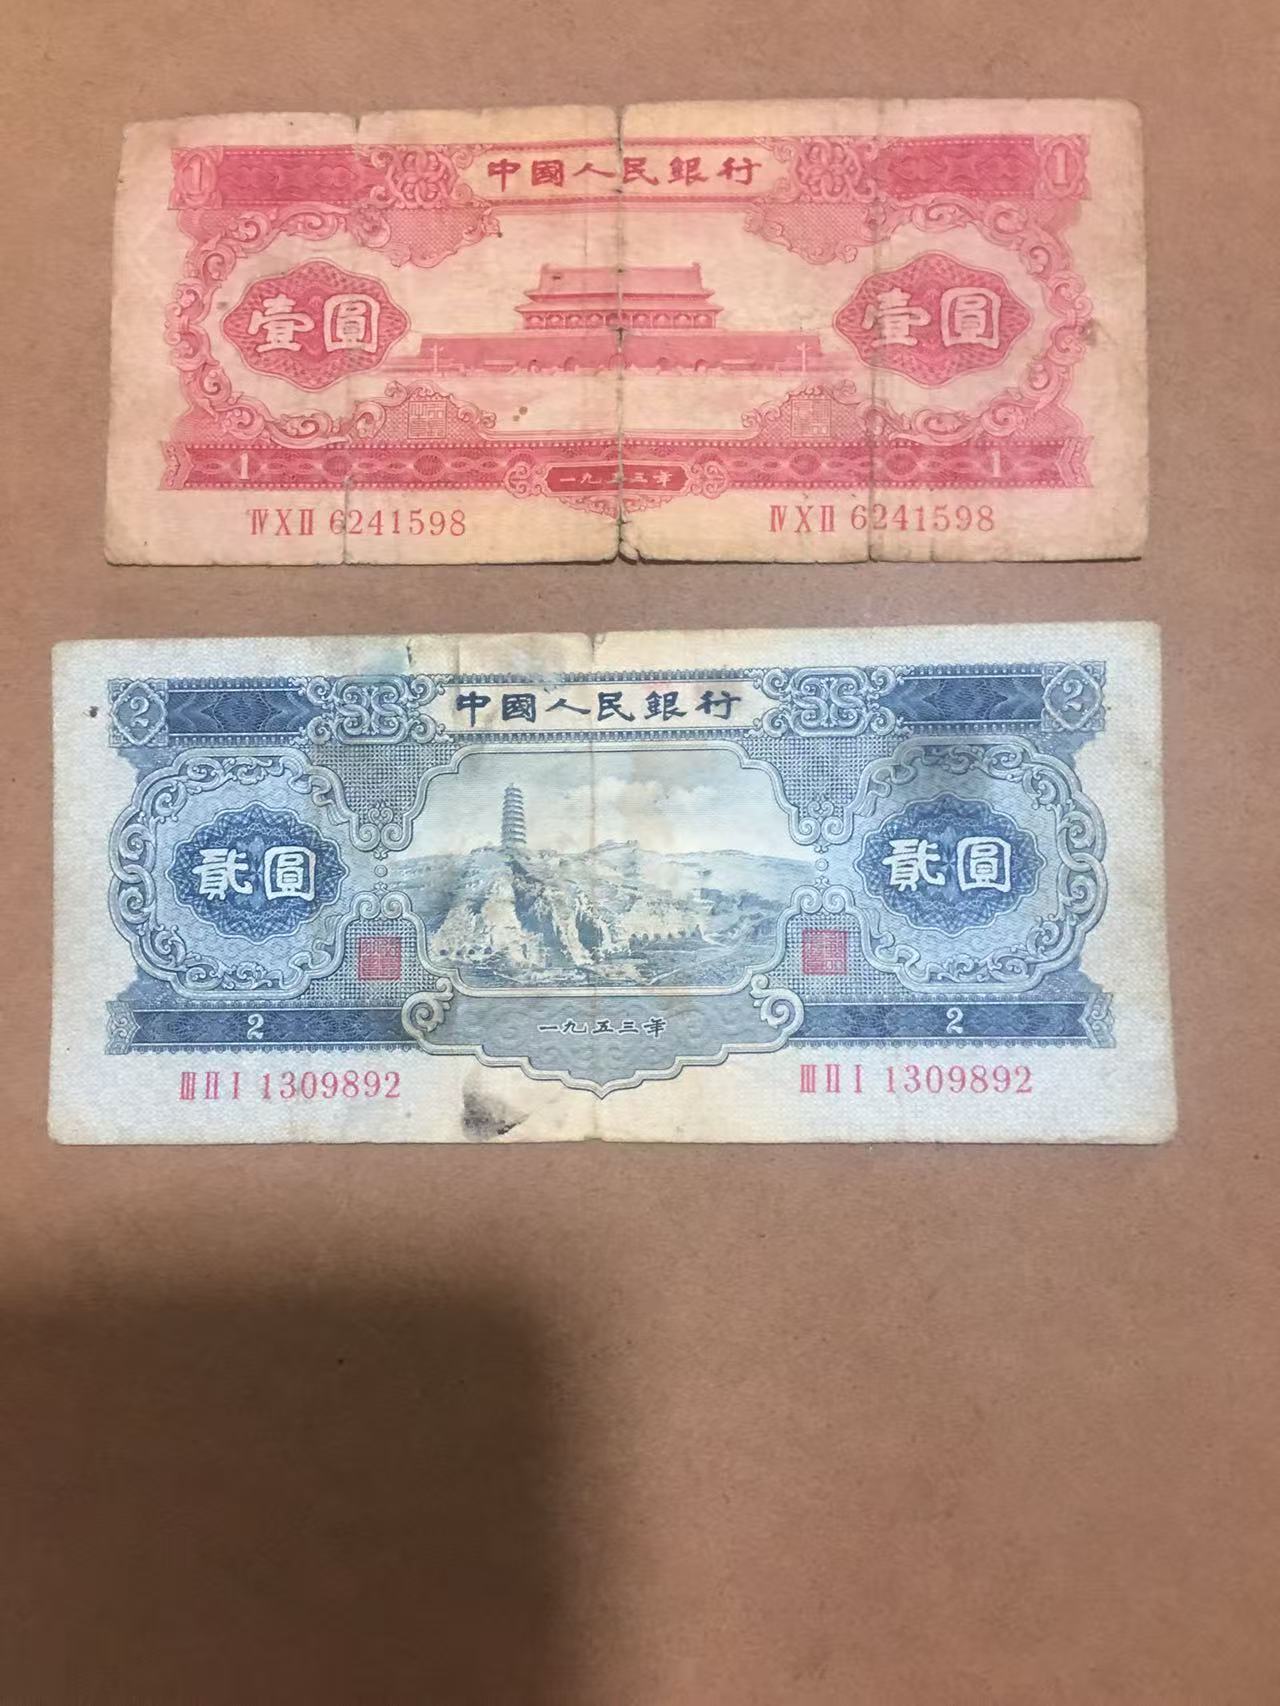 1 中國人民銀行 1
壹圓 壹圓
1 一九五三年 1
ⅣⅩⅡ 6241598 ⅣⅩⅡ 6241598
2 中國人民銀行 2
貳圓 貳圓
2 一九五三年 2
ⅢⅡⅠ 1309892 ⅢⅡⅠ 1309892